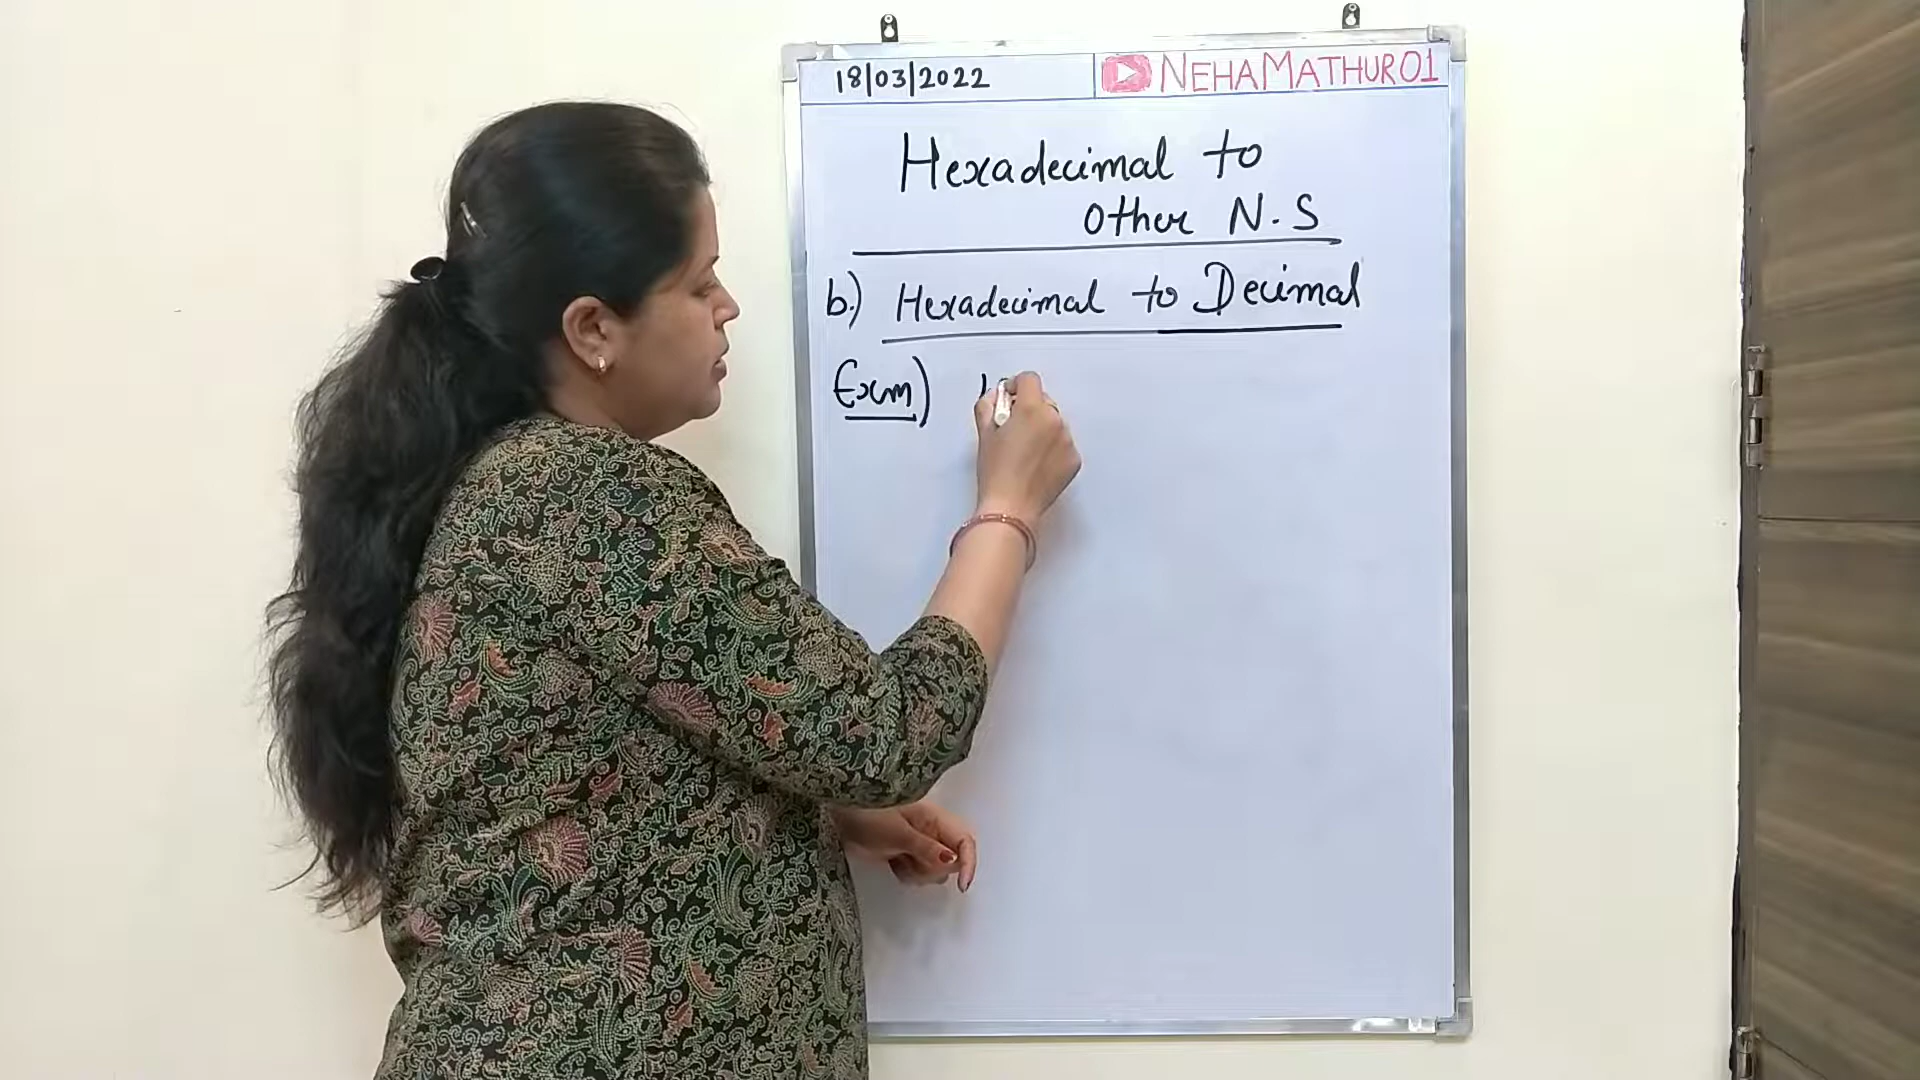 18/03/2022 NEHAMATHUR01
Hexadecimal to
Other N.S
b.) Hexadecimal to Decimal
Exm)